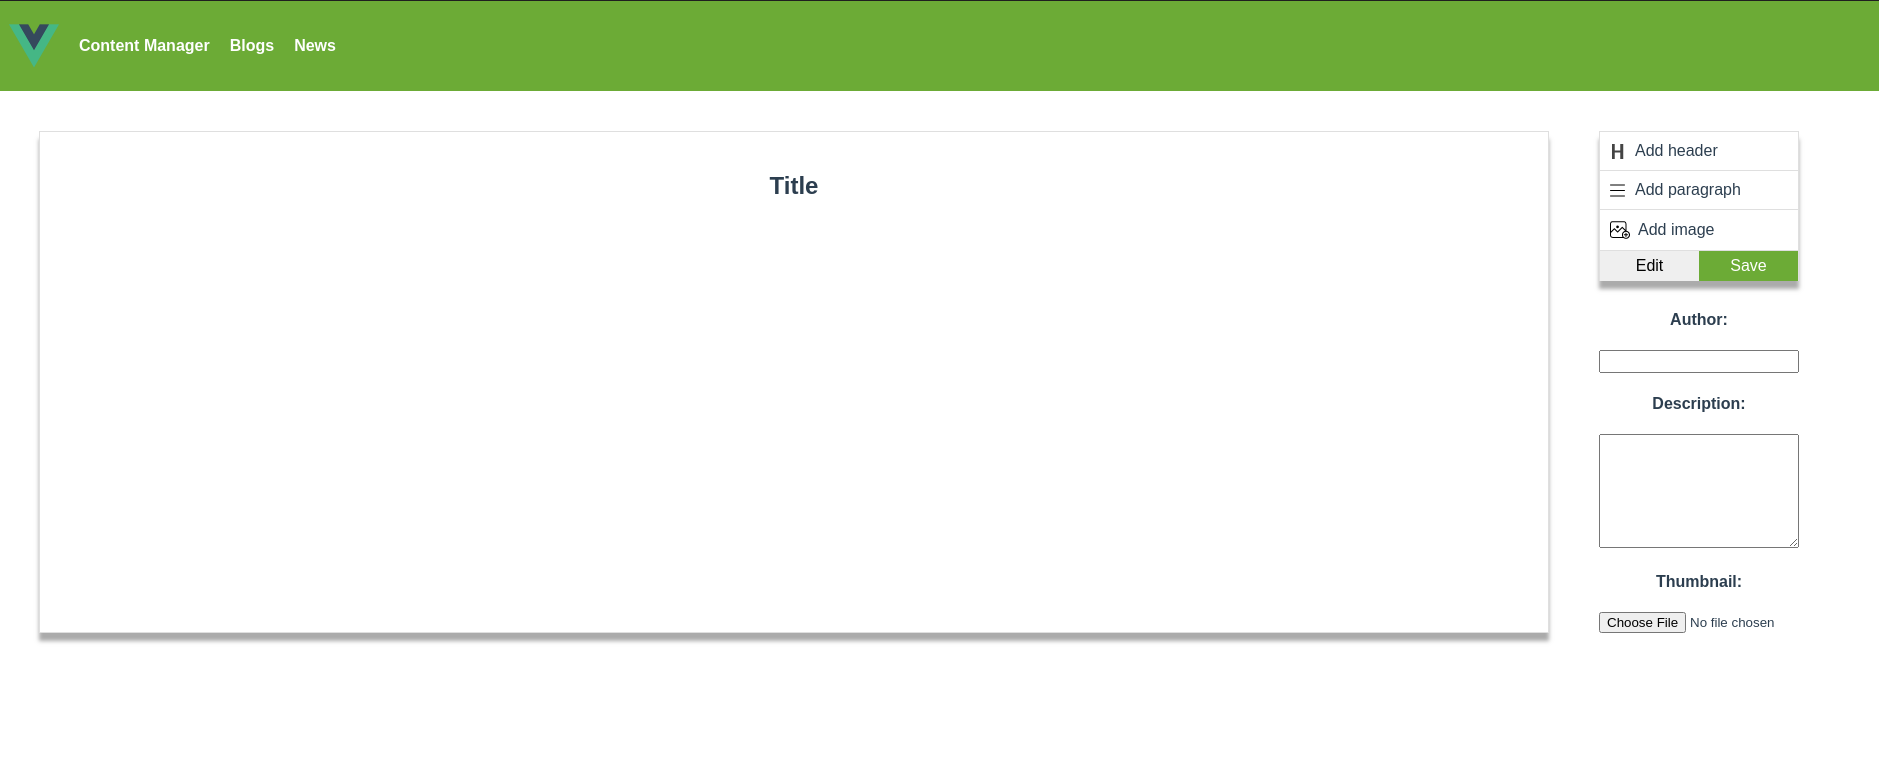 Content Manager Blogs News
Title
H Add header
Add paragraph
Add image
Edit Save
Author:
Description:
Thumbnail:
Choose File No file chosen